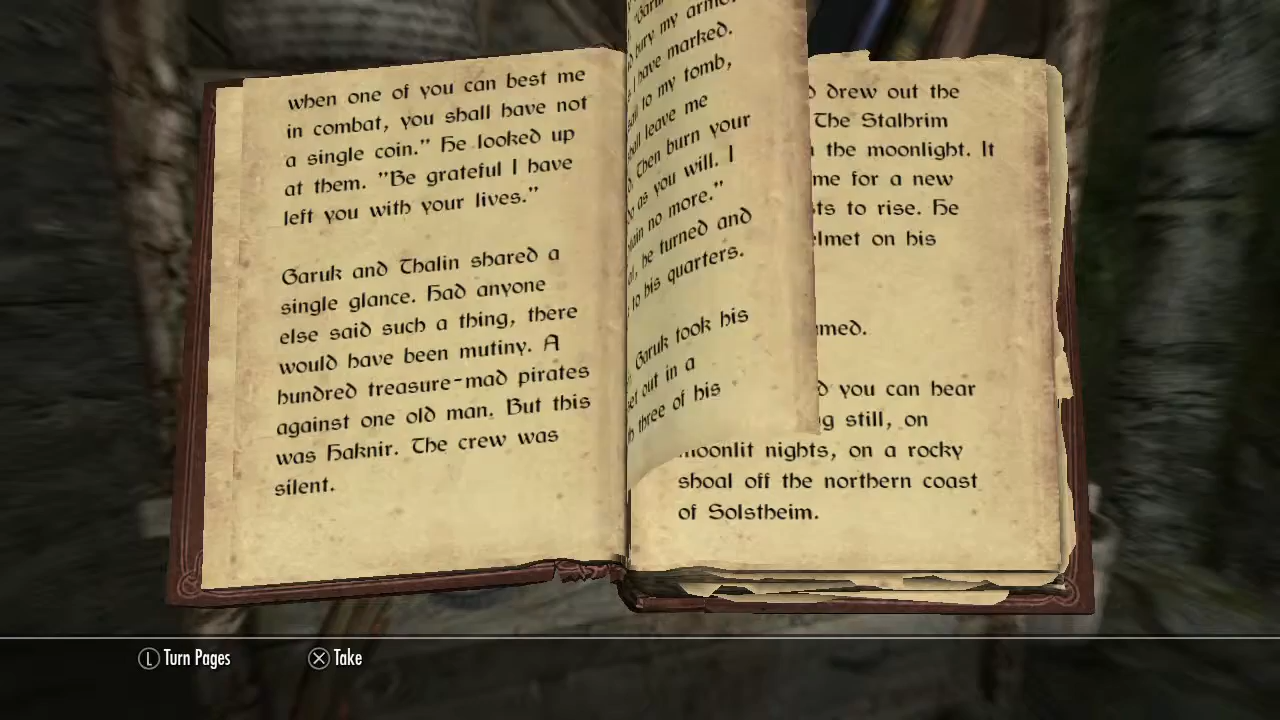 when one of you can best me
in combat, you shall have not
a single coin." He looked up
at them. "Be grateful I have
left you with your lives."
Garuk and Thalin shared a
single glance. Had anyone
else said such a thing, there
would have been mutiny. A
hundred treasure-mad pirates
against one old man. But this
was Haknir. The crew was
silent.
my armor
I have marked.
to my tomb,
leave me
Then burn your
as you will. I
no more."
he turned and
to his quarters.
Garuk took his
out in a
three of his
drew out the
The Stalhrim
the moonlight. It
me for a new
to rise. He
on his
you can hear
still, on
moonlit nights, on a rocky
shoal off the northern coast
of Solstheim.
L Turn Pages
X Take